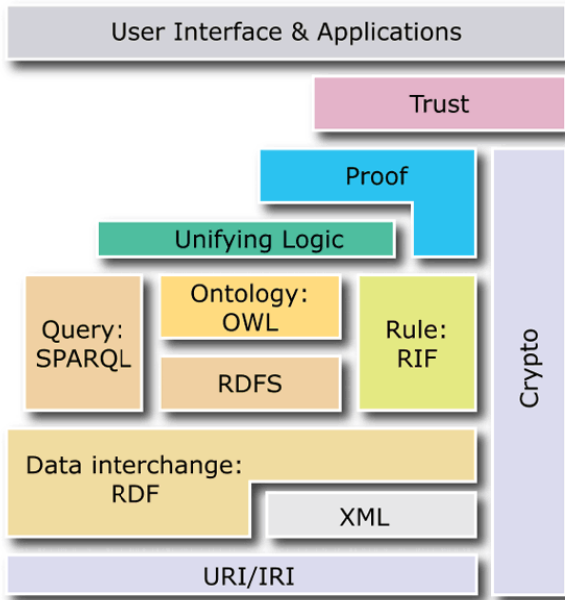 User Interface & Applications
Trust
Proof
Unifying Logic
Query:
SPARQL
Ontology:
OWL
RDFS
Rule:
RIF
Crypto
Data interchange:
RDF
XML
URI/IRI